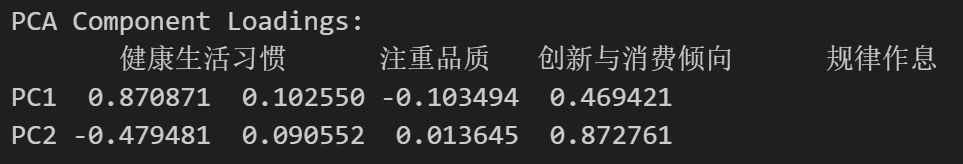 PCA Component Loadings:
健康生活习惯 注重品质 创新与消费倾向 规律作息
PC1 0.870871 0.102550 -0.103494 0.469421
PC2 -0.479481 0.090552 0.013645 0.872761